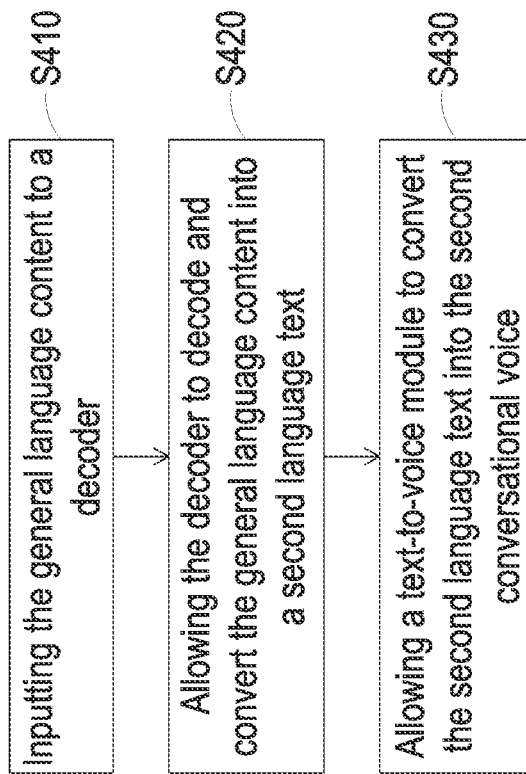 Inputting the general language content to a
decoder
S410
Allowing the decoder to decode and
convert the general language content into
a second language text
S420
Allowing a text-to-voice module to convert
the second language text into the second
conversational voice
S430